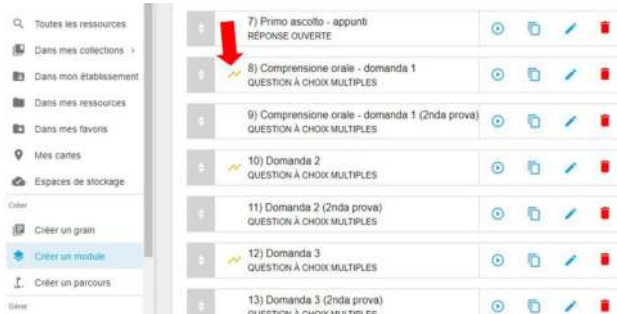 Toutes les ressources
Dans mes collections
Dans mon établissement
Dans mes ressources
Dans mes favoris
Mes cartes
Espaces de stockage
Créer
Créer un grain
Créer un module
Créer un parcours
Gérer
7) Primo ascolto - appunti
RÉPONSE OUVERTE
8) Comprensione orale - domanda 1
QUESTION À CHOIX MULTIPLES
9) Comprensione orale - domanda 1 (2nda prova)
QUESTION À CHOIX MULTIPLES
10) Domanda 2
QUESTION À CHOIX MULTIPLES
11) Domanda 2 (2nda prova)
QUESTION À CHOIX MULTIPLES
12) Domanda 3
QUESTION À CHOIX MULTIPLES
13) Domanda 3 (2nda prova)
QUESTION À CHOIX MULTIPLES